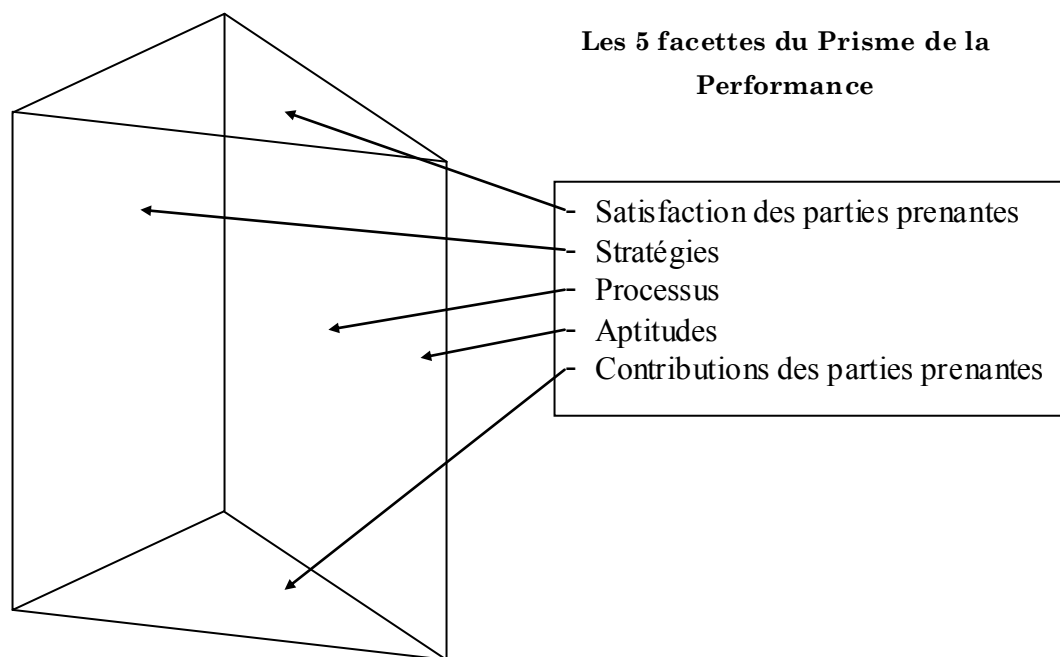 Les 5 facettes du Prisme de la
Performance
- Satisfaction des parties prenantes
- Stratégies
- Processus
- Aptitudes
- Contributions des parties prenantes